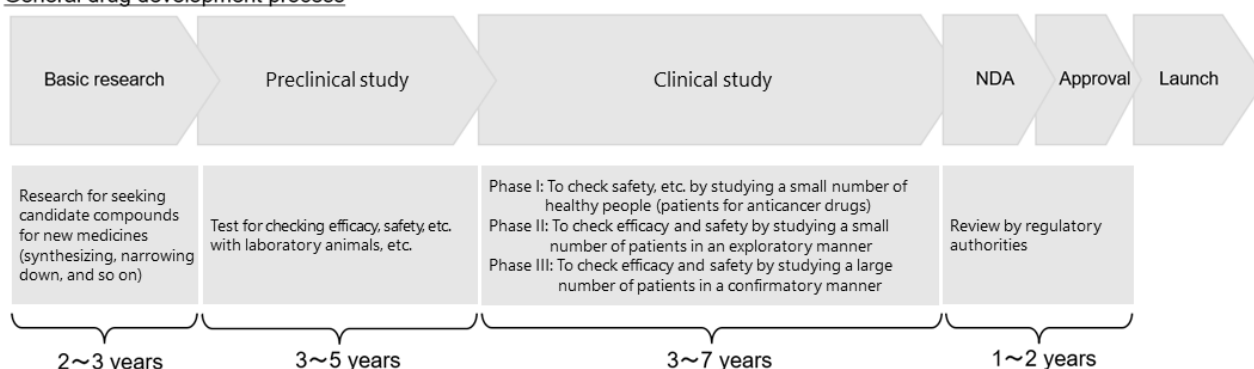 General drug development process
Basic research
Preclinical study
Clinical study
NDA
Approval
Launch
Research for seeking
candidate compounds
for new medicines
(synthesizing, narrowing
down, and so on)
Test for checking efficacy, safety, etc.
with laboratory animals, etc.
Phase I: To check safety, etc. by studying a small number of
healthy people (patients for anticancer drugs)
Phase II: To check efficacy and safety by studying a small
number of patients in an exploratory manner
Phase III: To check efficacy and safety by studying a large
number of patients in a confirmatory manner
Review by regulatory
authorities
2～3 years
3～5 years
3～7 years
1～2 years